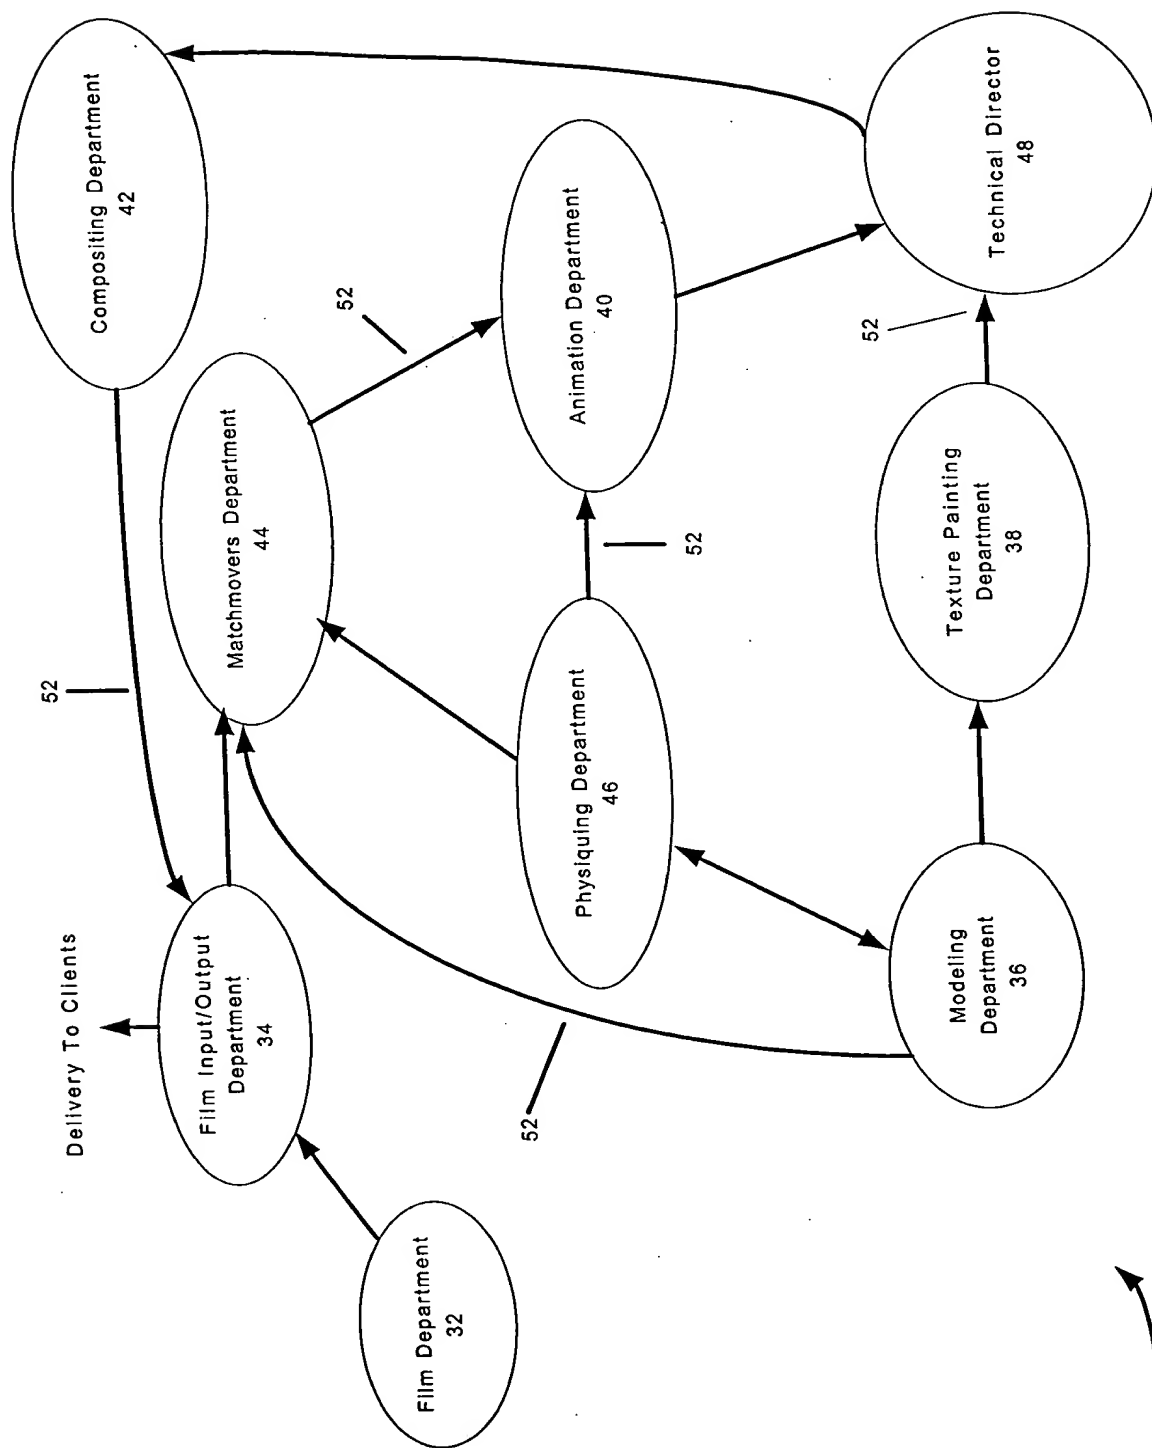 Delivery To Clients
52
Compositing Department
42
Film Input/Output
Department
34
Matchmovers Department
44
52
Film Department
32
52
Physiquing Department
46
52
Animation Department
40
52
Modeling
Department
36
Texture Painting
Department
38
Technical Director
48